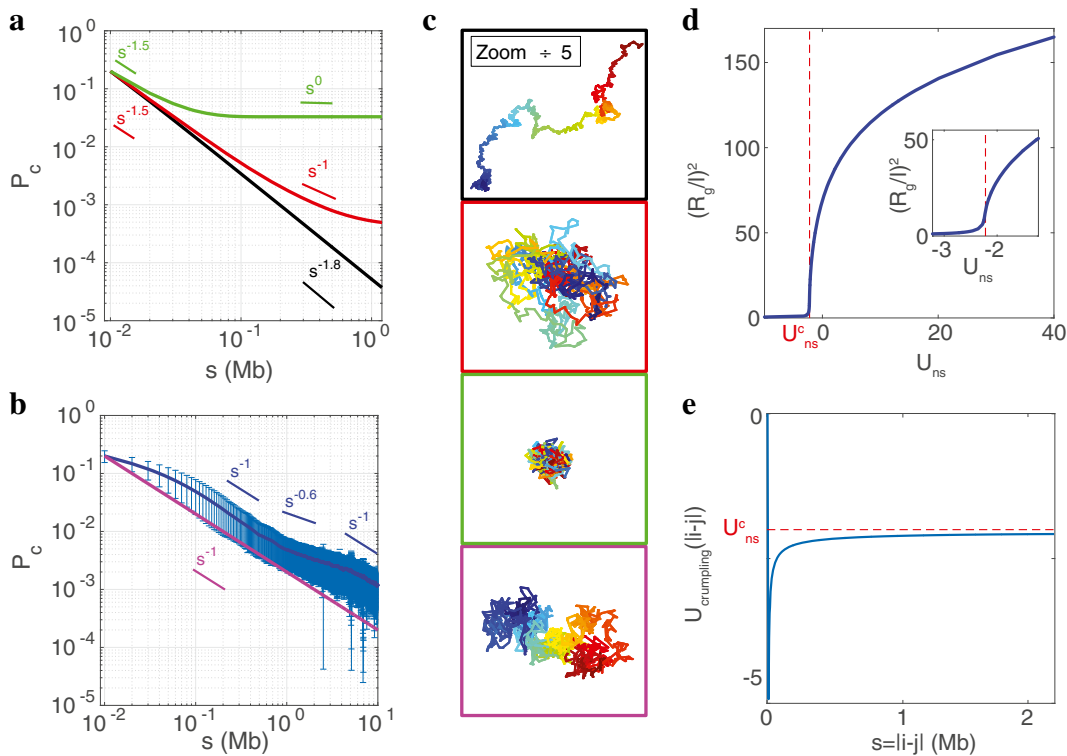 a
10^0
10^-1
10^-2
10^-3
10^-4
10^-5
P_c
s^-1.5
s^0
s^-1.5
s^-1
s^-1.8
10^-2
10^-1
10^0
s (Mb)
b
10^0
10^-1
10^-2
10^-3
10^-4
10^-5
P_c
s^-1
s^-0.6
s^-1
s^-1
10^-2
10^-1
10^0
10^1
s (Mb)
c
Zoom ÷ 5
d
150
100
50
0
(R_g/l)^2
50
0
(R_g/l)^2
-3
-2
U_ns
U^c_ns
0
20
40
U_ns
e
0
U^c_ns
-5
U_crumpling(|i-j|)
0
1
2
s=|i-j| (Mb)